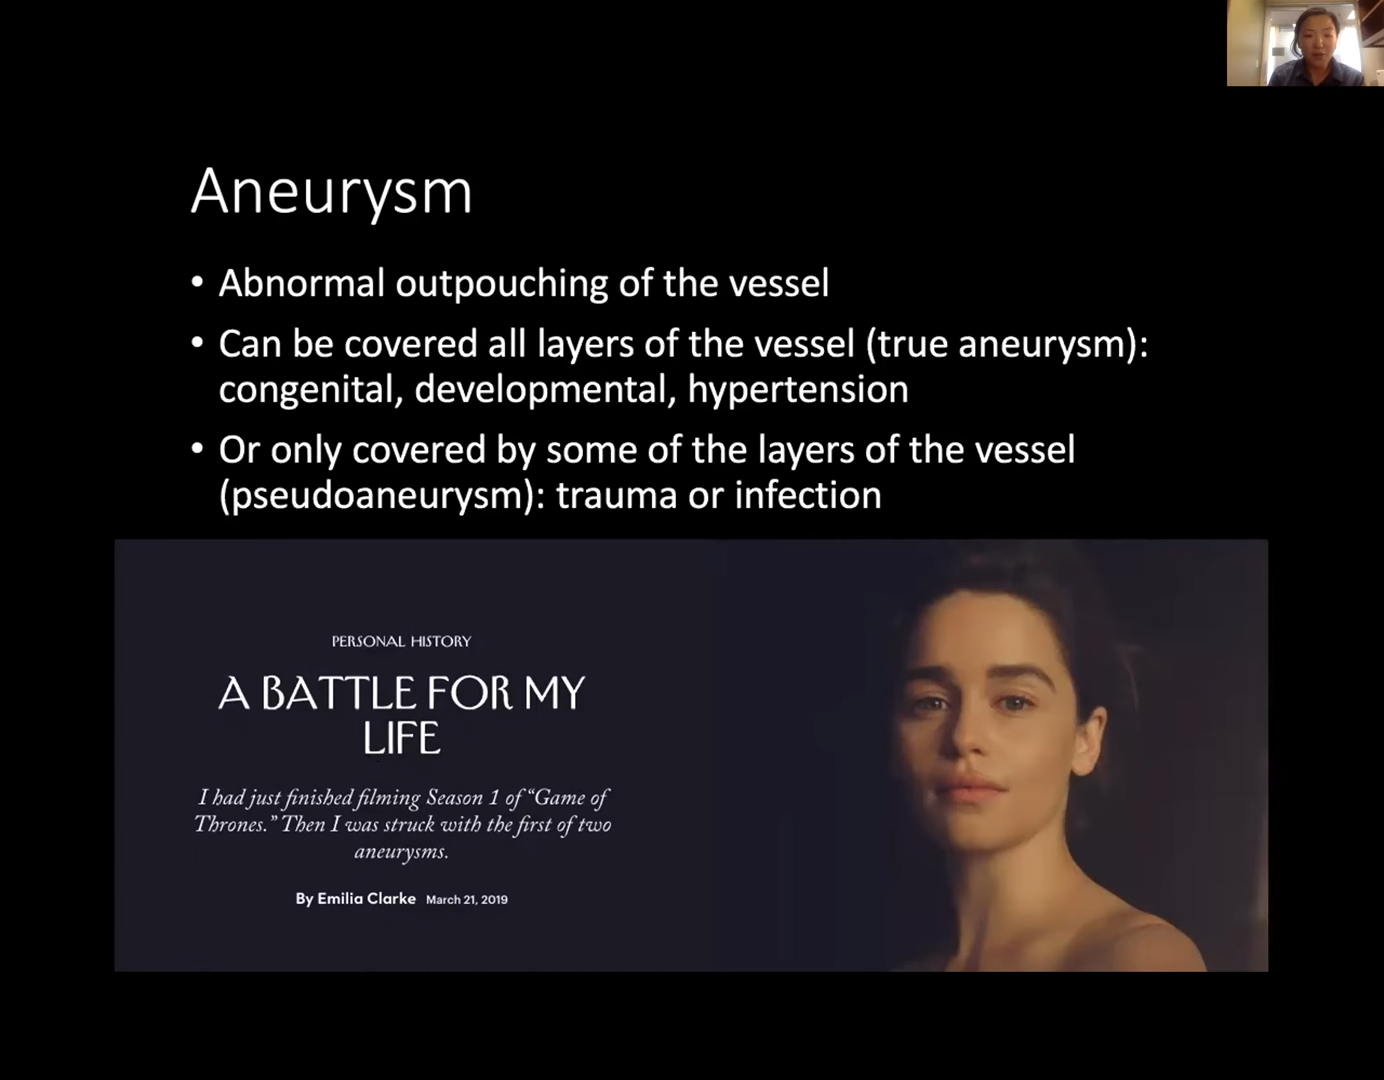 Aneurysm
• Abnormal outpouching of the vessel
• Can be covered all layers of the vessel (true aneurysm):
congenital, developmental, hypertension
• Or only covered by some of the layers of the vessel
(pseudoaneurysm): trauma or infection
PERSONAL HISTORY
A BATTLE FOR MY
LIFE
I had just finished filming Season 1 of “Game of
Thrones.” Then I was struck with the first of two
aneurysms.
By Emilia Clarke March 21, 2019